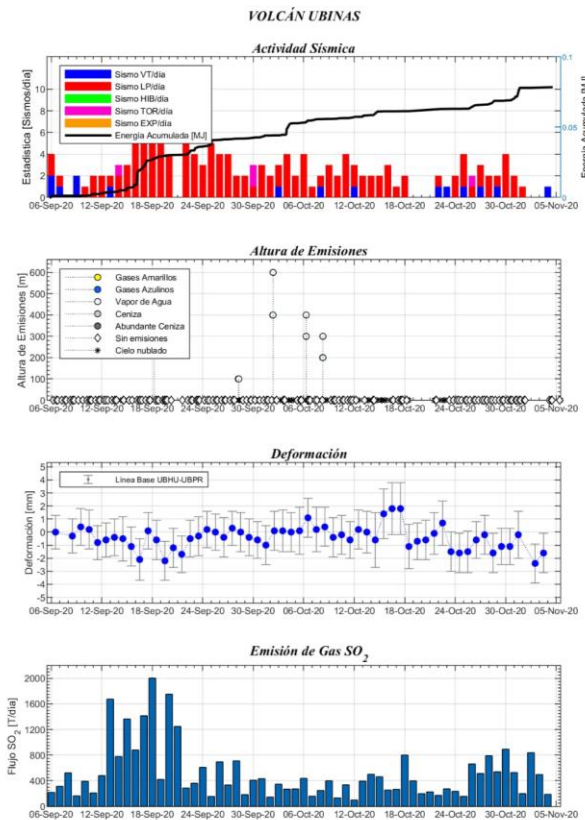 VOLCÁN UBINAS
Actividad Sísmica
Sismo VT/día
Sismo LP/día
Sismo HIB/día
Sismo TOR/día
Sismo EXP/día
Energía Acumulada [MJ]
Estadística [Sismos/día]
10
8
6
4
2
0
0.1
0.05
0
Energía Acumulada [MJ]
06-Sep-20 12-Sep-20 18-Sep-20 24-Sep-20 30-Sep-20 06-Oct-20 12-Oct-20 18-Oct-20 24-Oct-20 30-Oct-20 05-Nov-20
Altura de Emisiones
Gases Amarillos
Gases Azulinos
Vapor de Agua
Ceniza
Abundante Ceniza
Sin emisiones
Cielo nublado
Altura de Emisiones [m]
600
500
400
300
200
100
0
06-Sep-20 12-Sep-20 18-Sep-20 24-Sep-20 30-Sep-20 06-Oct-20 12-Oct-20 18-Oct-20 24-Oct-20 30-Oct-20 05-Nov-20
Deformación
Línea Base UBHU-UBPR
Deformación [mm]
5
4
3
2
1
0
-1
-2
-3
-4
-5
06-Sep-20 12-Sep-20 18-Sep-20 24-Sep-20 30-Sep-20 06-Oct-20 12-Oct-20 18-Oct-20 24-Oct-20 30-Oct-20 05-Nov-20
Emisión de Gas SO2
Flujo SO2 [T/día]
2000
1600
1200
800
400
0
06-Sep-20 12-Sep-20 18-Sep-20 24-Sep-20 30-Sep-20 06-Oct-20 12-Oct-20 18-Oct-20 24-Oct-20 30-Oct-20 05-Nov-20